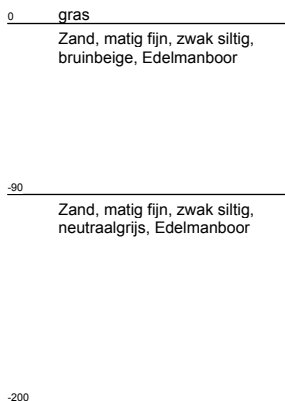 0 gras
Zand, matig fijn, zwak siltig,
bruinbeige, Edelmanboor
-90
Zand, matig fijn, zwak siltig,
neutraalgrijs, Edelmanboor
-200